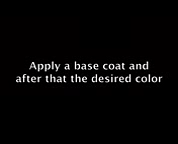 Apply a base coat and
after that the desired color